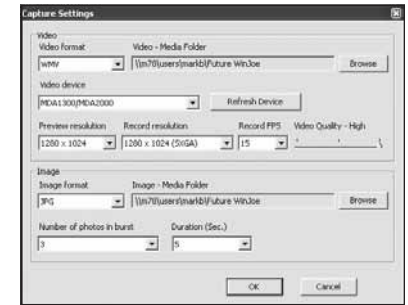 Capture Settings
Video
Video format Video - Media Folder
WMV \\m70\users\markb\Future WinJoe Browse
Video device
MDA1300/MDA2000 Refresh Device
Preview resolution Record resolution Record FPS Video Quality - High
1280 x 1024 1280 x 1024 (SXGA) 15
Image
Image format Image - Media Folder
JPG \\m70\users\markb\Future WinJoe Browse
Number of photos in burst Duration (Sec.)
3 5
OK Cancel